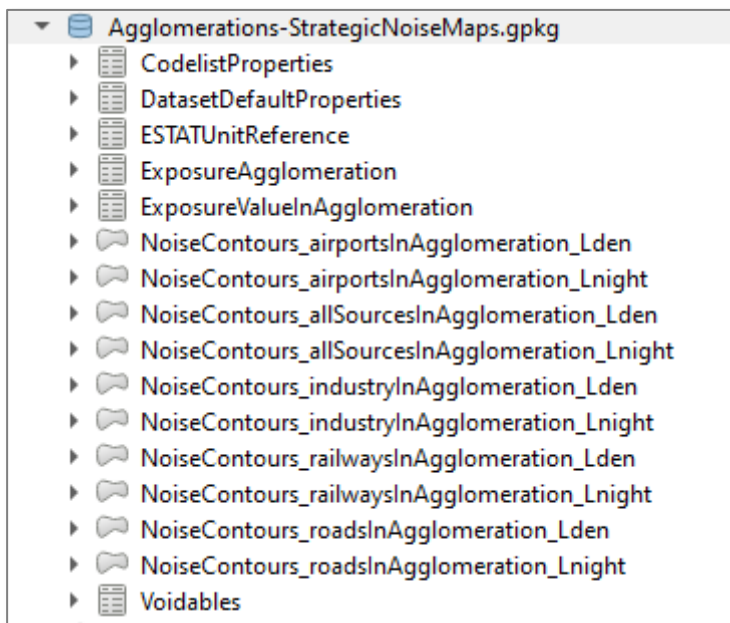 Agglomerations-StrategicNoiseMaps.gpkg
CodelistProperties
DatasetDefaultProperties
ESTATUnitReference
ExposureAgglomeration
ExposureValueInAgglomeration
NoiseContours_airportsInAgglomeration_Lden
NoiseContours_airportsInAgglomeration_Lnight
NoiseContours_allSourcesInAgglomeration_Lden
NoiseContours_allSourcesInAgglomeration_Lnight
NoiseContours_industryInAgglomeration_Lden
NoiseContours_industryInAgglomeration_Lnight
NoiseContours_railwaysInAgglomeration_Lden
NoiseContours_railwaysInAgglomeration_Lnight
NoiseContours_roadsInAgglomeration_Lden
NoiseContours_roadsInAgglomeration_Lnight
Voidables